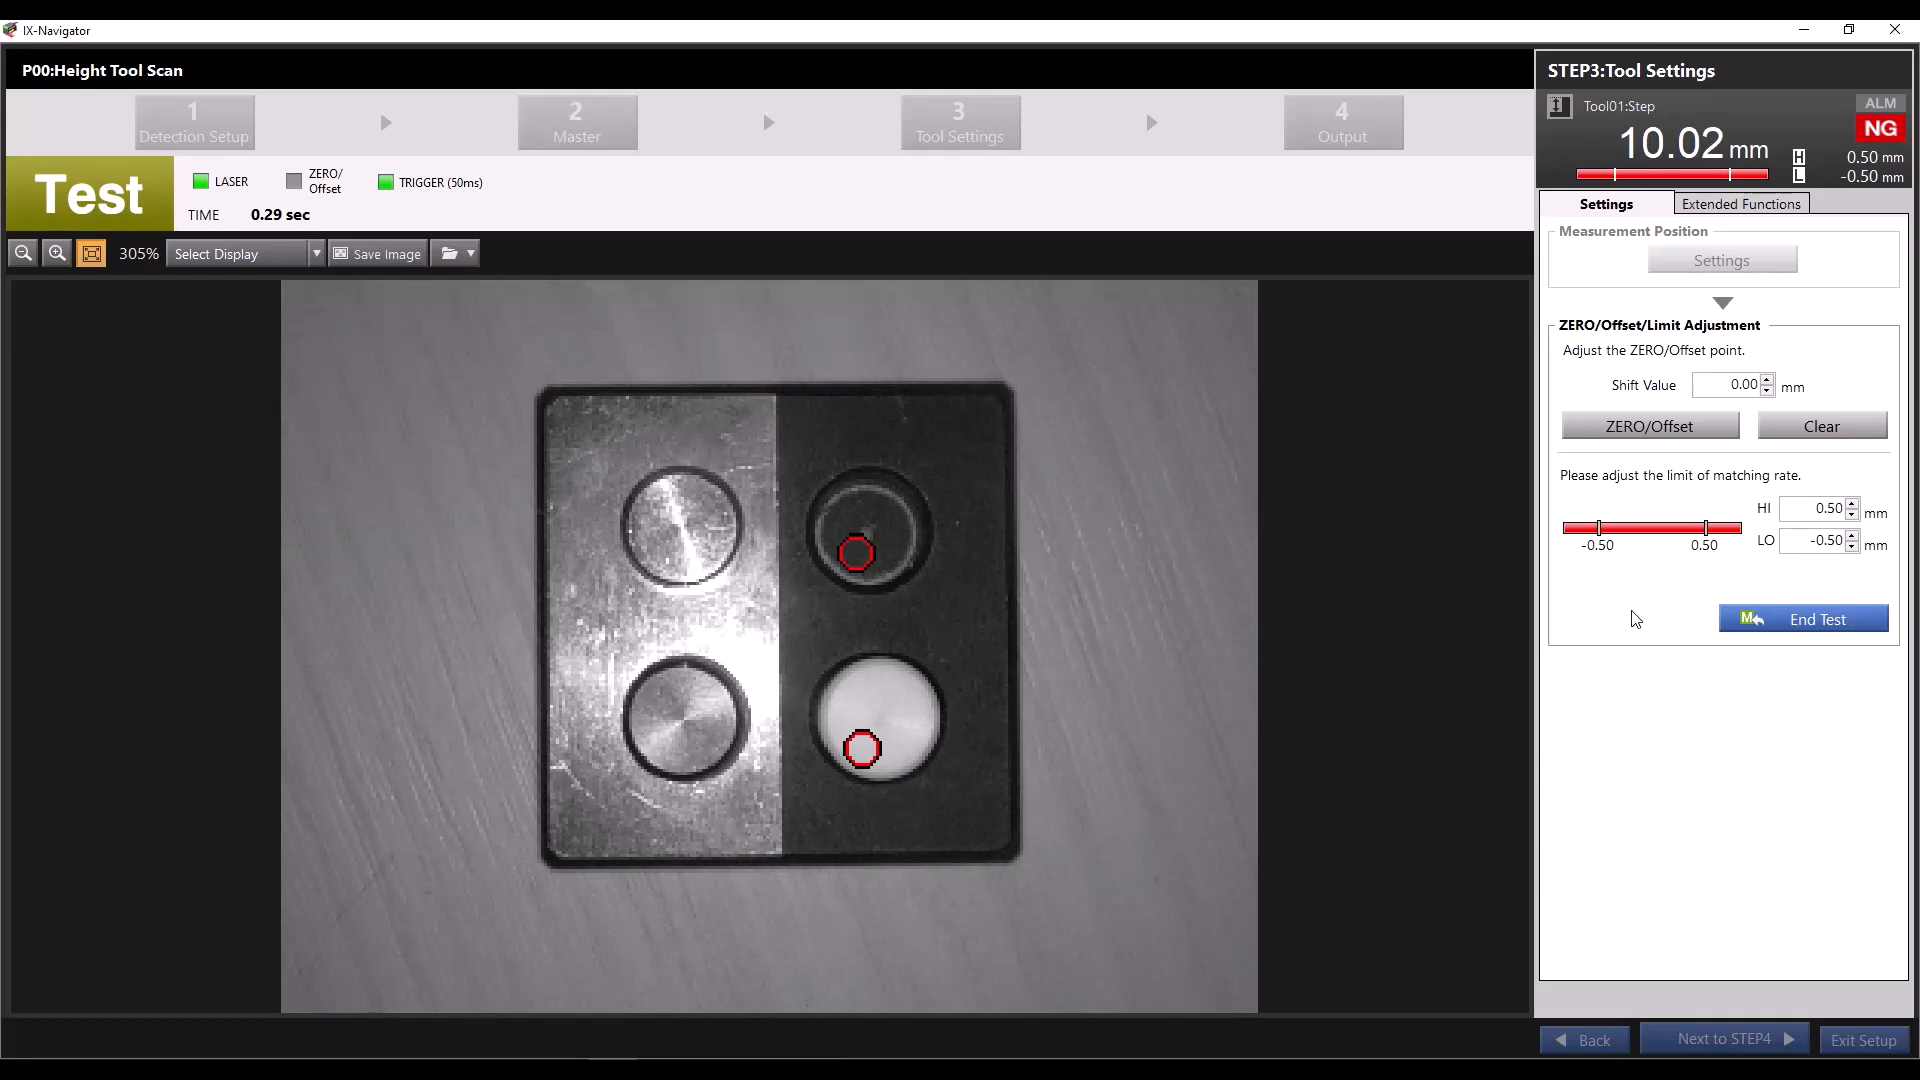 IX-Navigator
P00:Height Tool Scan
1
Detection Setup
2
Master
3
Tool Settings
4
Output
Test
LASER
ZERO/
Offset
TRIGGER (50ms)
TIME 0.29 sec
305%
Select Display
Save Image
STEP3:Tool Settings
Tool01:Step
ALM
NG
10.02 mm
H 0.50 mm
L -0.50 mm
Settings
Extended Functions
Measurement Position
Settings
ZERO/Offset/Limit Adjustment
Adjust the ZERO/Offset point.
Shift Value 0.00 mm
ZERO/Offset
Clear
Please adjust the limit of matching rate.
HI 0.50 mm
-0.50 0.50
LO -0.50 mm
M End Test
Back
Next to STEP4
Exit Setup